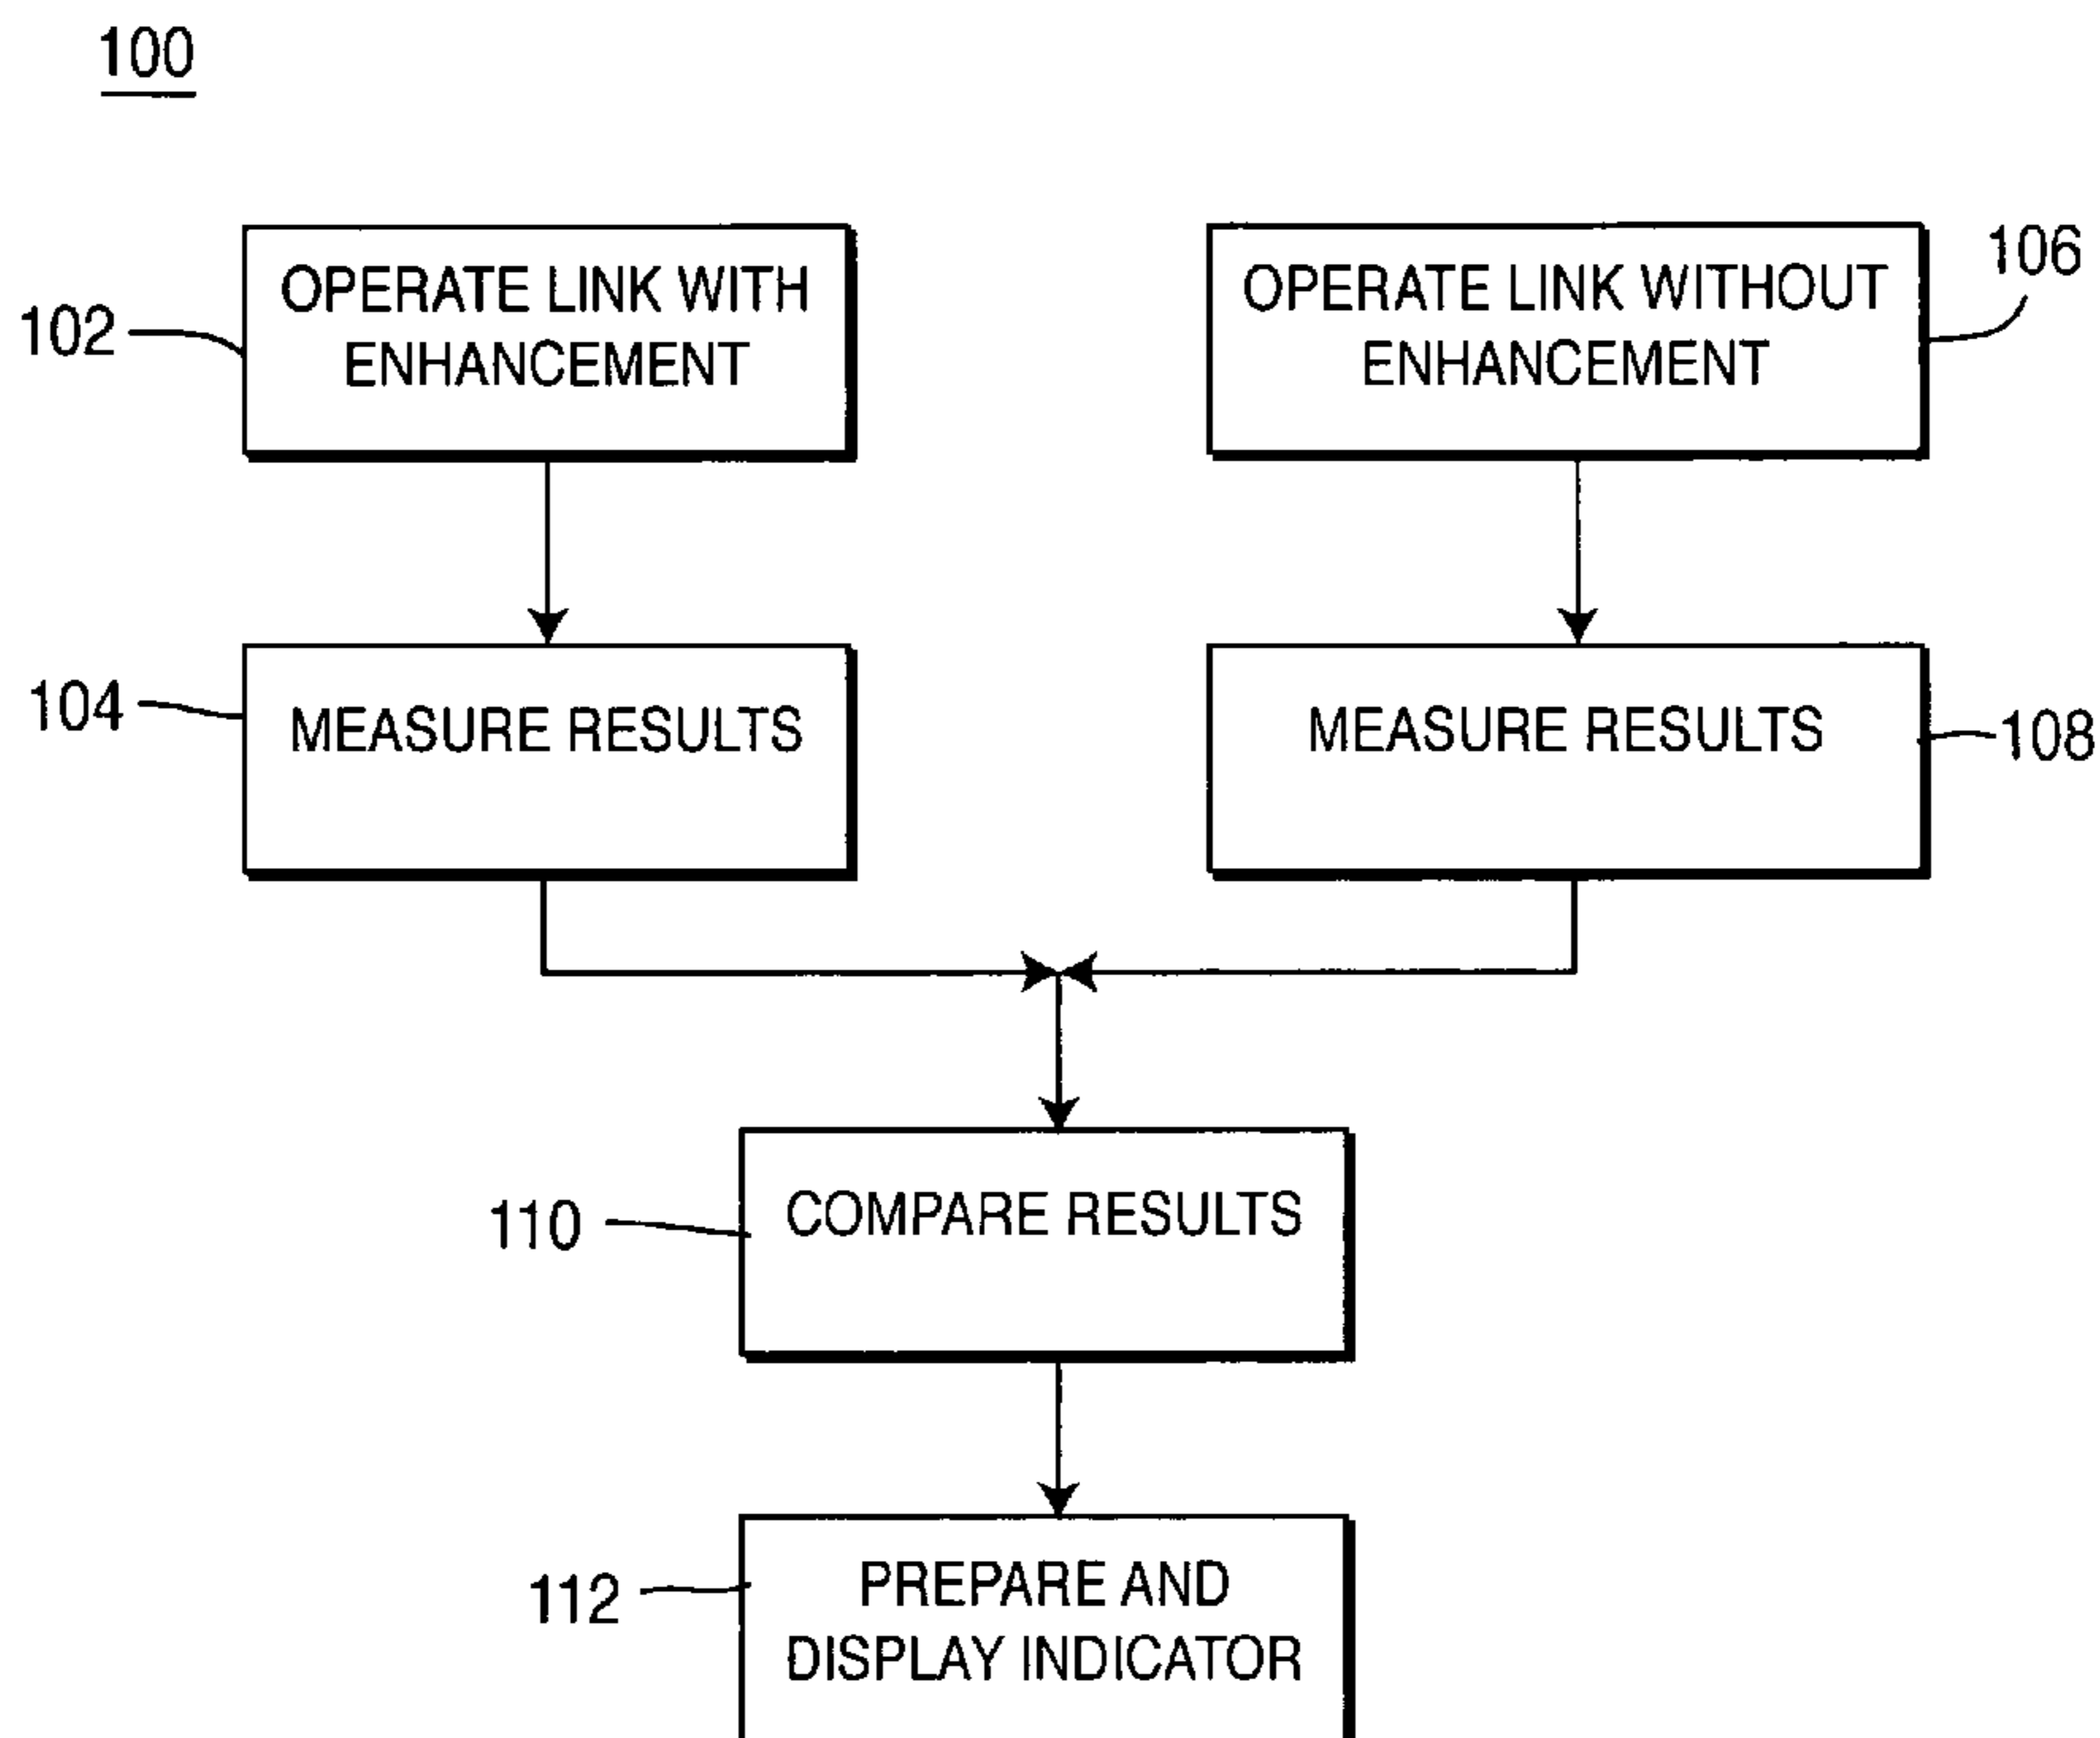 100
OPERATE LINK WITH
ENHANCEMENT
102
OPERATE LINK WITHOUT
ENHANCEMENT
106
104
MEASURE RESULTS
MEASURE RESULTS
108
110
COMPARE RESULTS
112
PREPARE AND
DISPLAY INDICATOR